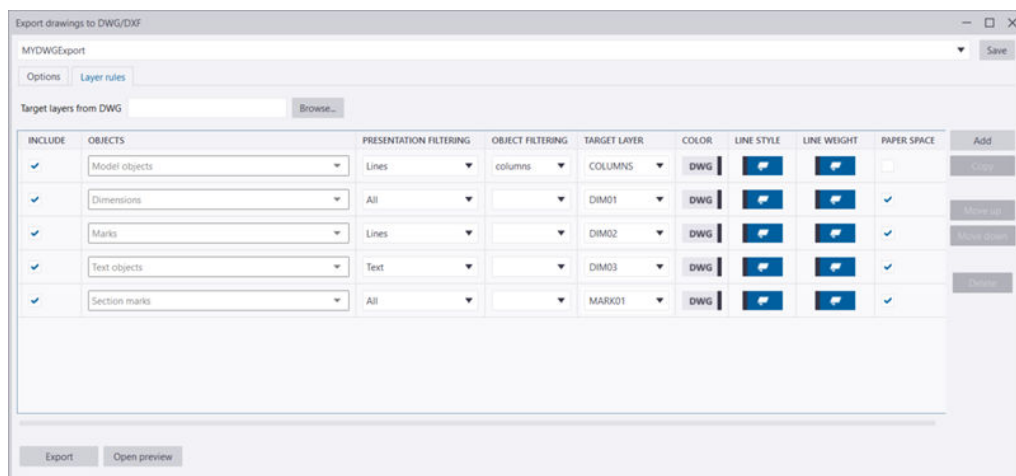 Export drawings to DWG/DXF
MYDWGExport Save
Options Layer rules
Target layers from DWG Browse...
INCLUDE OBJECTS PRESENTATION FILTERING OBJECT FILTERING TARGET LAYER COLOR LINE STYLE LINE WEIGHT PAPER SPACE Add
Model objects Lines columns COLUMNS DWG Copy
Dimensions All DIM01 DWG Move up
Marks Lines DIM02 DWG Move down
Text objects Text DIM03 DWG Delete
Section marks All MARK01 DWG
Export Open preview